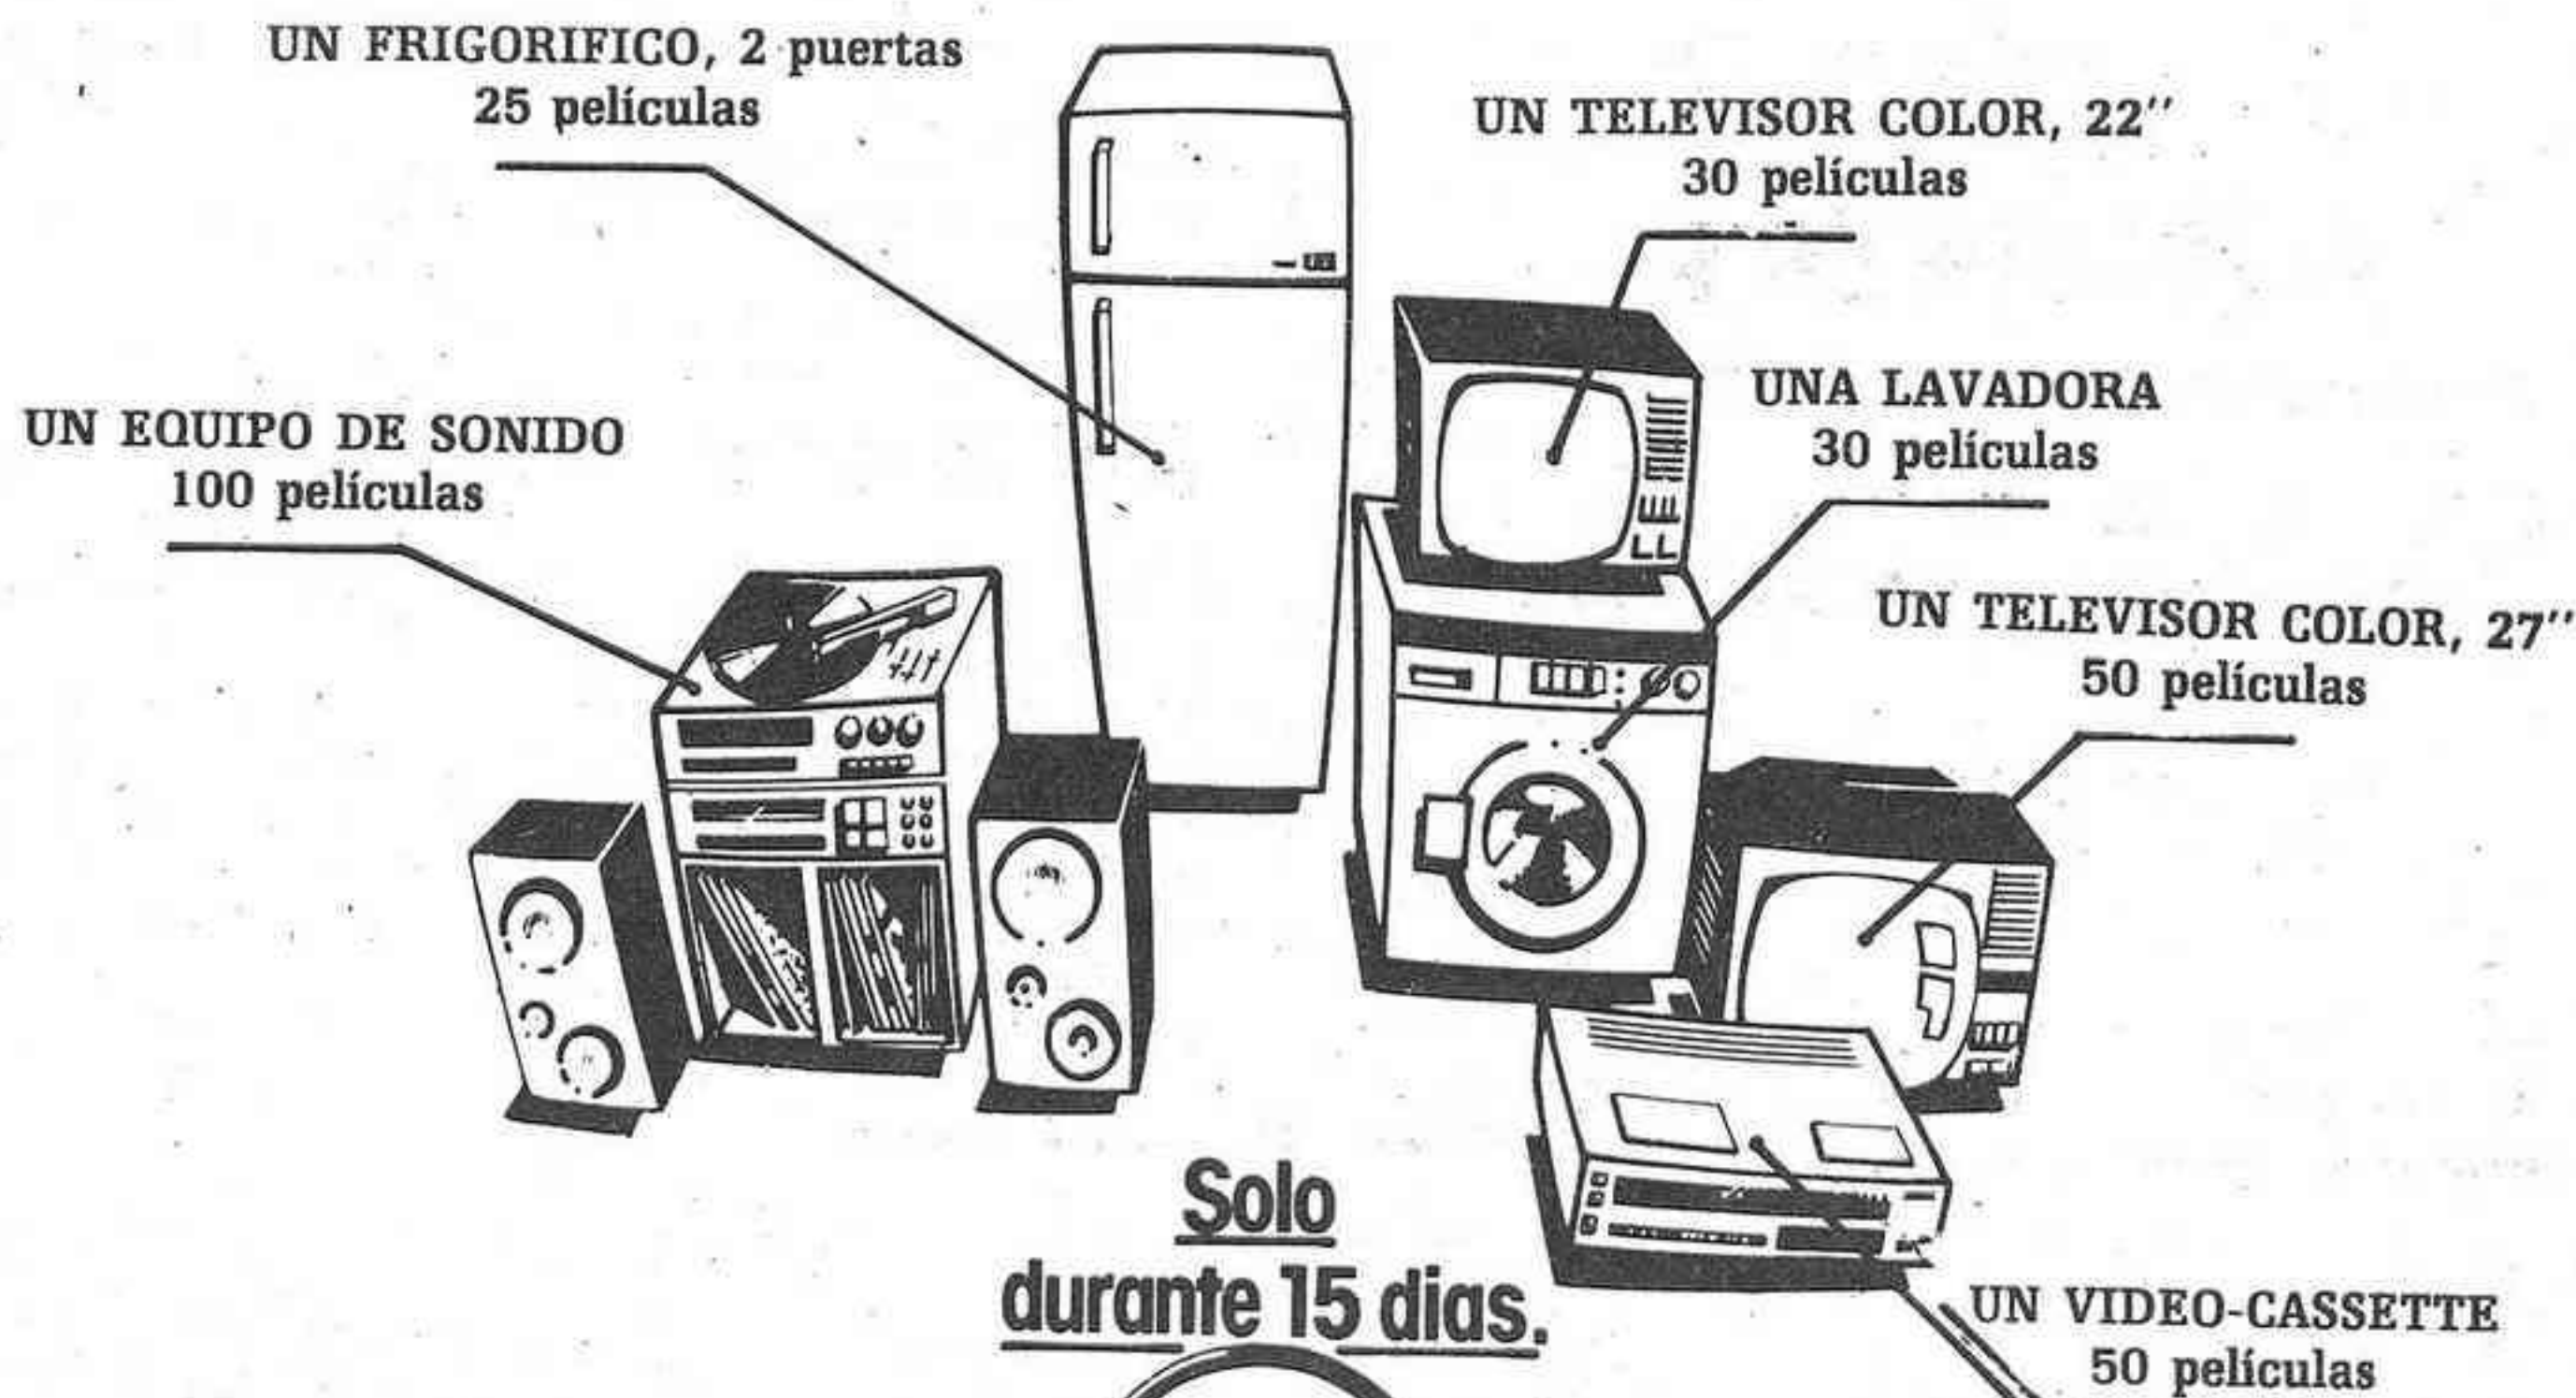 UN FRIGORIFICO, 2 puertas
25 películas
UN TELEVISOR COLOR, 22''
30 películas
UNA LAVADORA
30 películas
UN EQUIPO DE SONIDO
100 películas
UN TELEVISOR COLOR, 27''
50 películas
Solo
durante 15 dias.
UN VIDEO-CASSETTE
50 películas